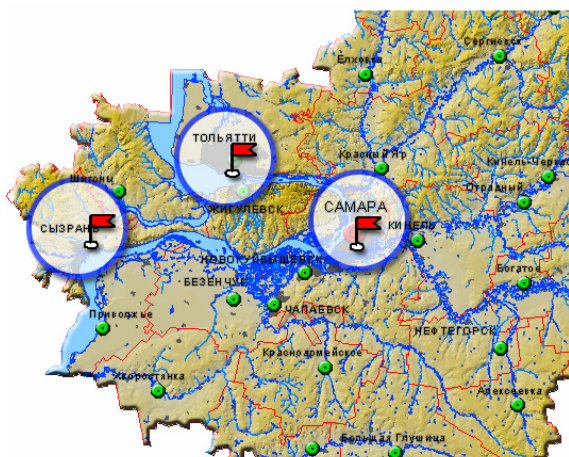 Сергиевск
Елховка
ТОЛЬЯТТИ
Красный Яр
Кинель-Черкас
Шигоны
Отрадный
ЖИГУЛЕВСК
САМАРА
СЫЗРАНЬ
КИНЕЛЬ
НОВОКУЙБЫШЕВСК
Богатое
БЕЗЕНЧУК
ЧАПАЕВСК
Приволжье
НЕФТЕГОРСК
Красноармейское
Хворостянка
Алексеевка
Большая Глушица